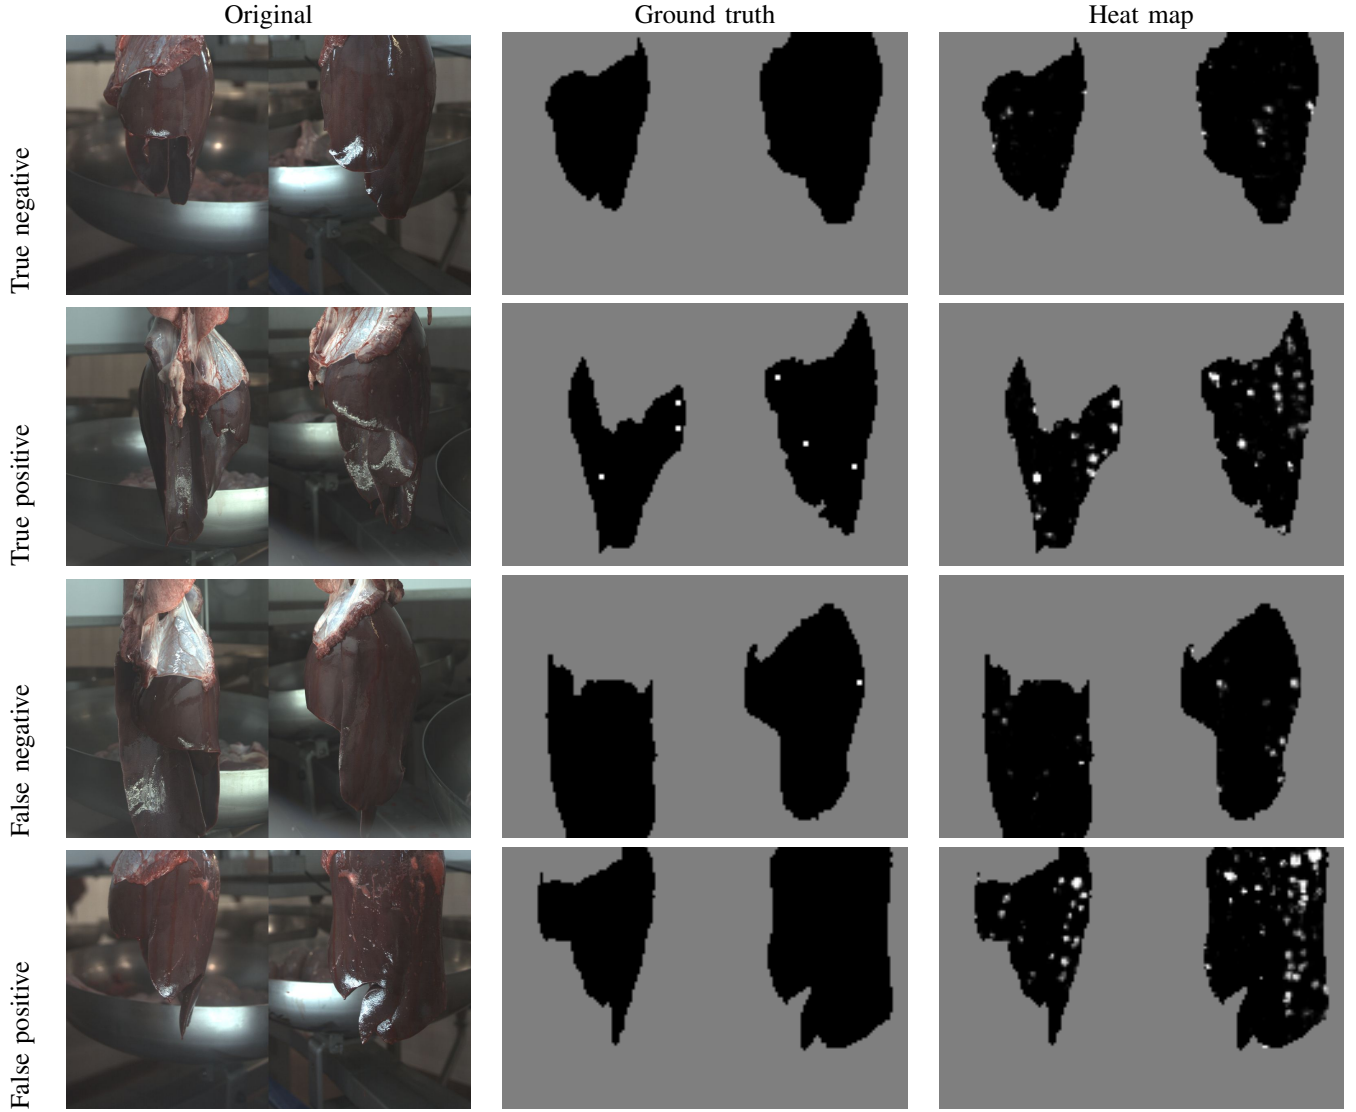 Original
Ground truth
Heat map
True negative
True positive
False negative
False positive